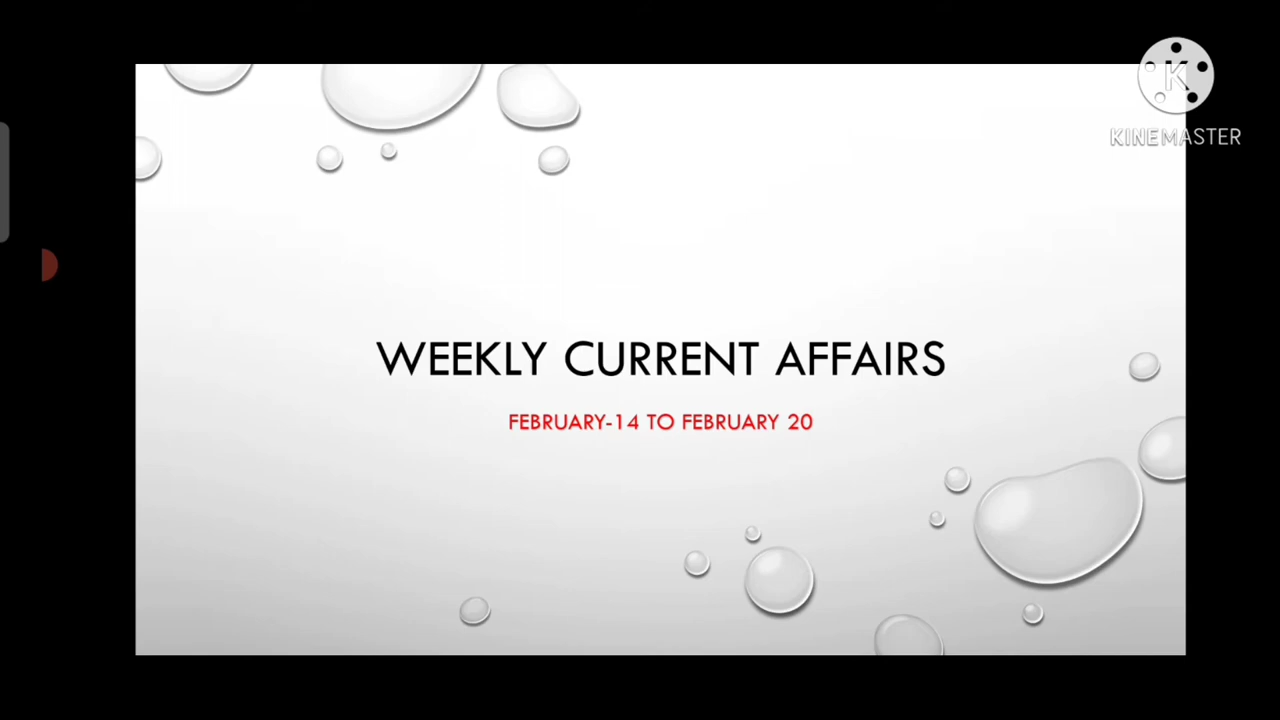 K
KINEMASTER
WEEKLY CURRENT AFFAIRS
FEBRUARY-14 TO FEBRUARY 20